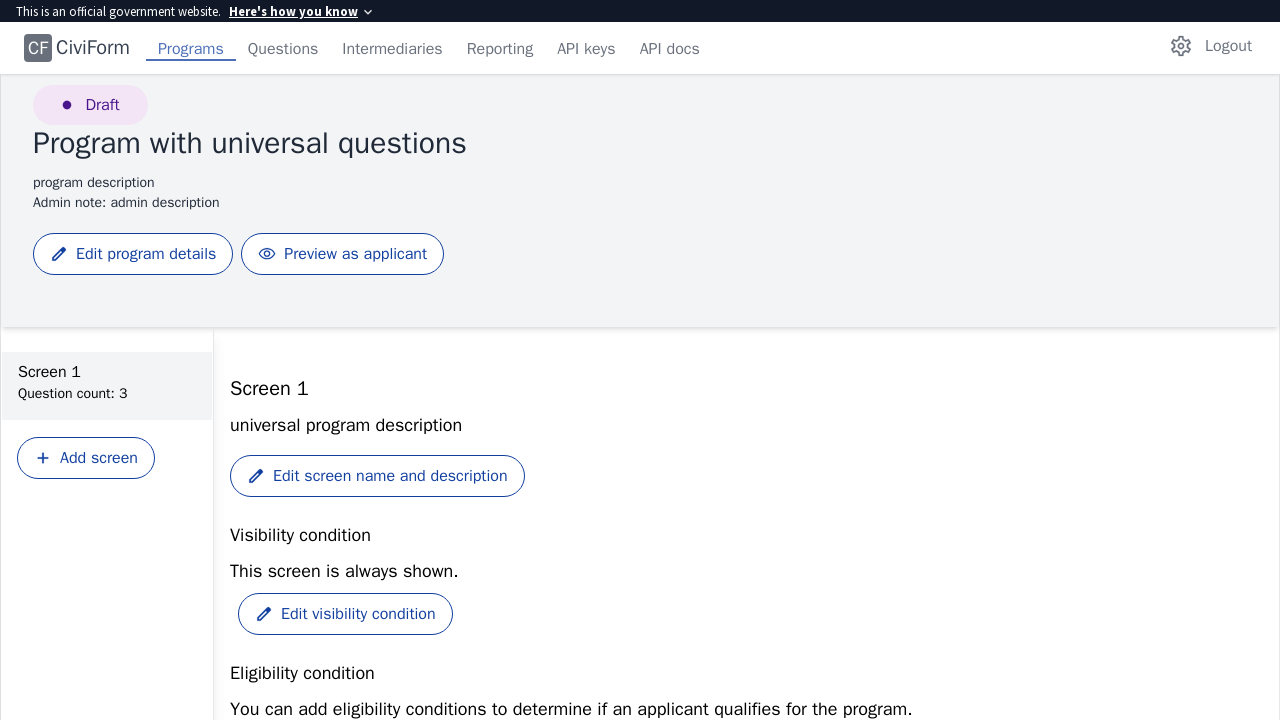 This is an official government website. Here's how you know
CF CiviForm Programs Questions Intermediaries Reporting API keys API docs Logout
Draft
Program with universal questions
program description
Admin note: admin description
Edit program details Preview as applicant
Screen 1
Question count: 3
Add screen
Screen 1
universal program description
Edit screen name and description
Visibility condition
This screen is always shown.
Edit visibility condition
Eligibility condition
You can add eligibility conditions to determine if an applicant qualifies for the program.